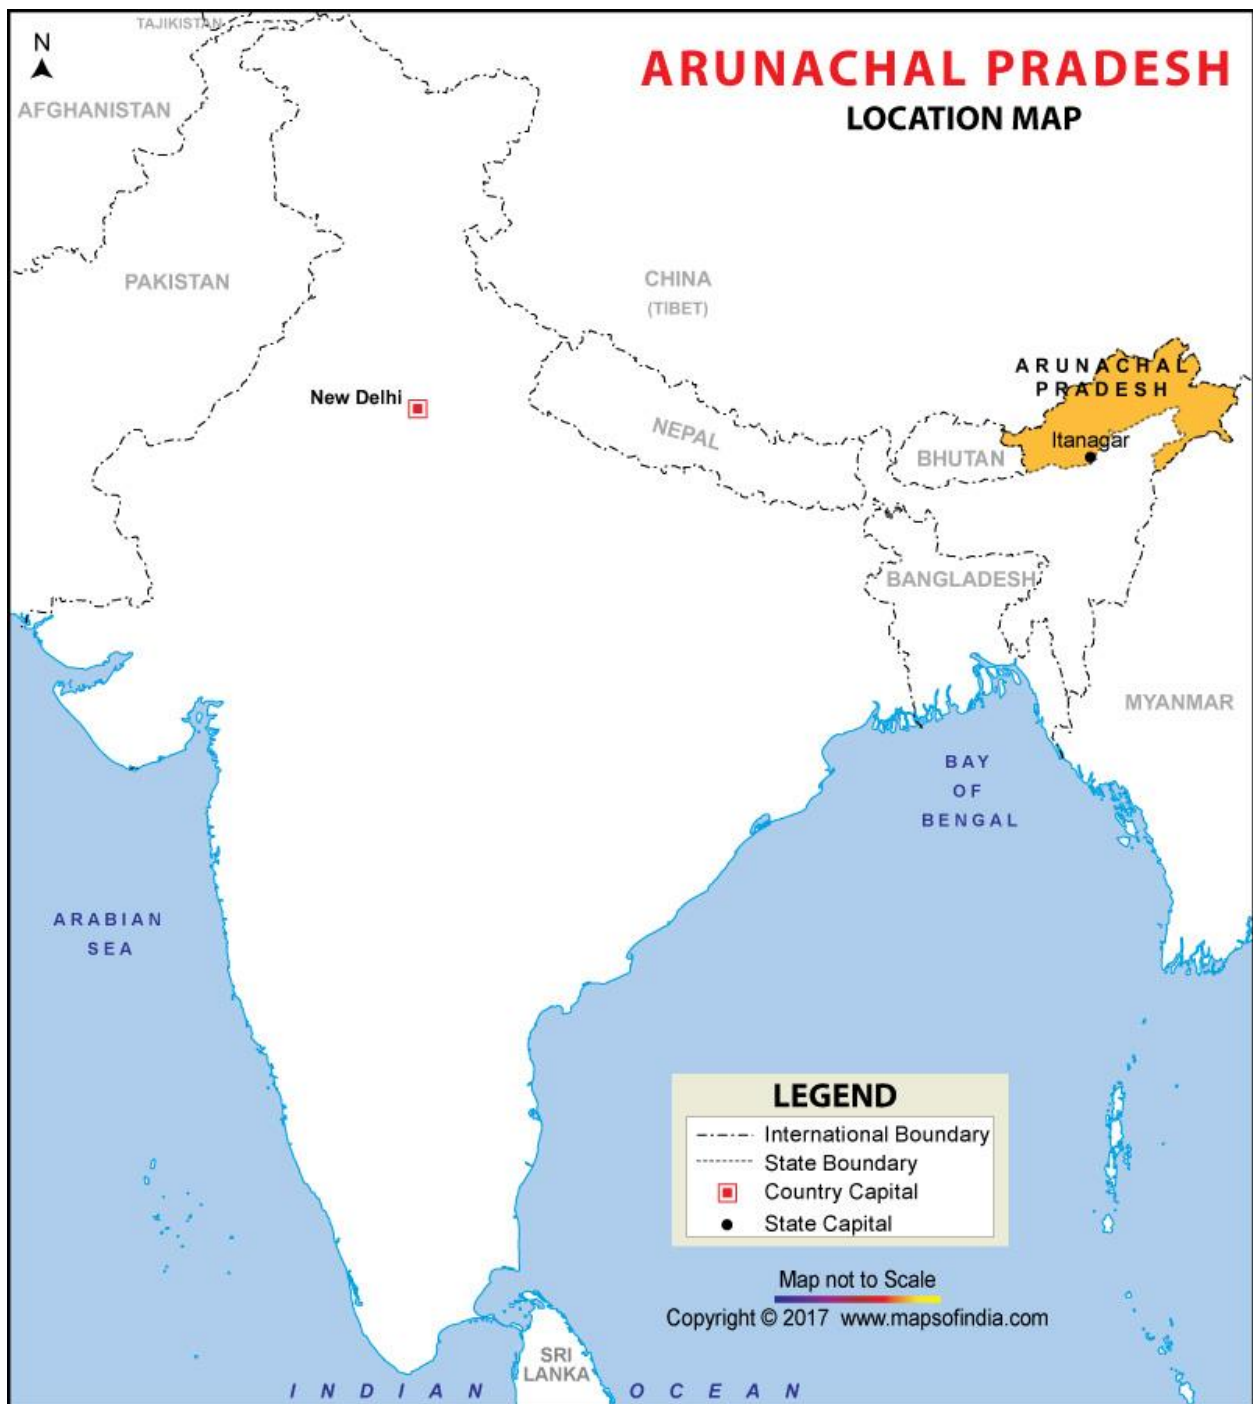 TAJIKISTAN
N
ARUNACHAL PRADESH
LOCATION MAP
AFGHANISTAN
PAKISTAN
CHINA
(TIBET)
ARUNACHAL
PRADESH
New Delhi
NEPAL
Itanagar
BHUTAN
BANGLADESH
MYANMAR
BAY
OF
BENGAL
ARABIAN
SEA
LEGEND
International Boundary
State Boundary
Country Capital
State Capital
Map not to Scale
Copyright © 2017 www.mapsofindia.com
SRI
LANKA
INDIAN OCEAN